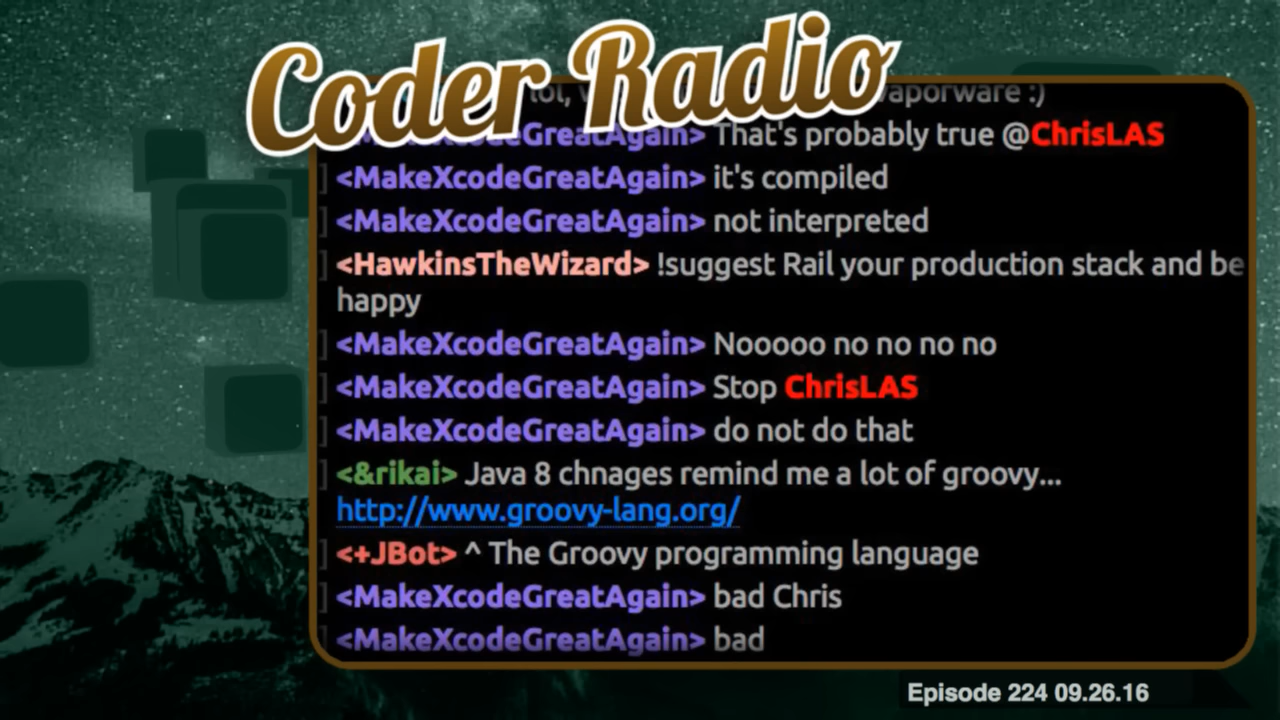 Coder Radio
lol, vaporware :)
<MakeXcodeGreatAgain> That's probably true @ChrisLAS
] <MakeXcodeGreatAgain> it's compiled
] <MakeXcodeGreatAgain> not interpreted
] <HawkinsTheWizard> !suggest Rail your production stack and be
happy
] <MakeXcodeGreatAgain> Nooooo no no no no
] <MakeXcodeGreatAgain> Stop ChrisLAS
] <MakeXcodeGreatAgain> do not do that
] <&rikai> Java 8 chnages remind me a lot of groovy...
http://www.groovy-lang.org/
] <+JBot> ^ The Groovy programming language
] <MakeXcodeGreatAgain> bad Chris
] <MakeXcodeGreatAgain> bad
Episode 224 09.26.16